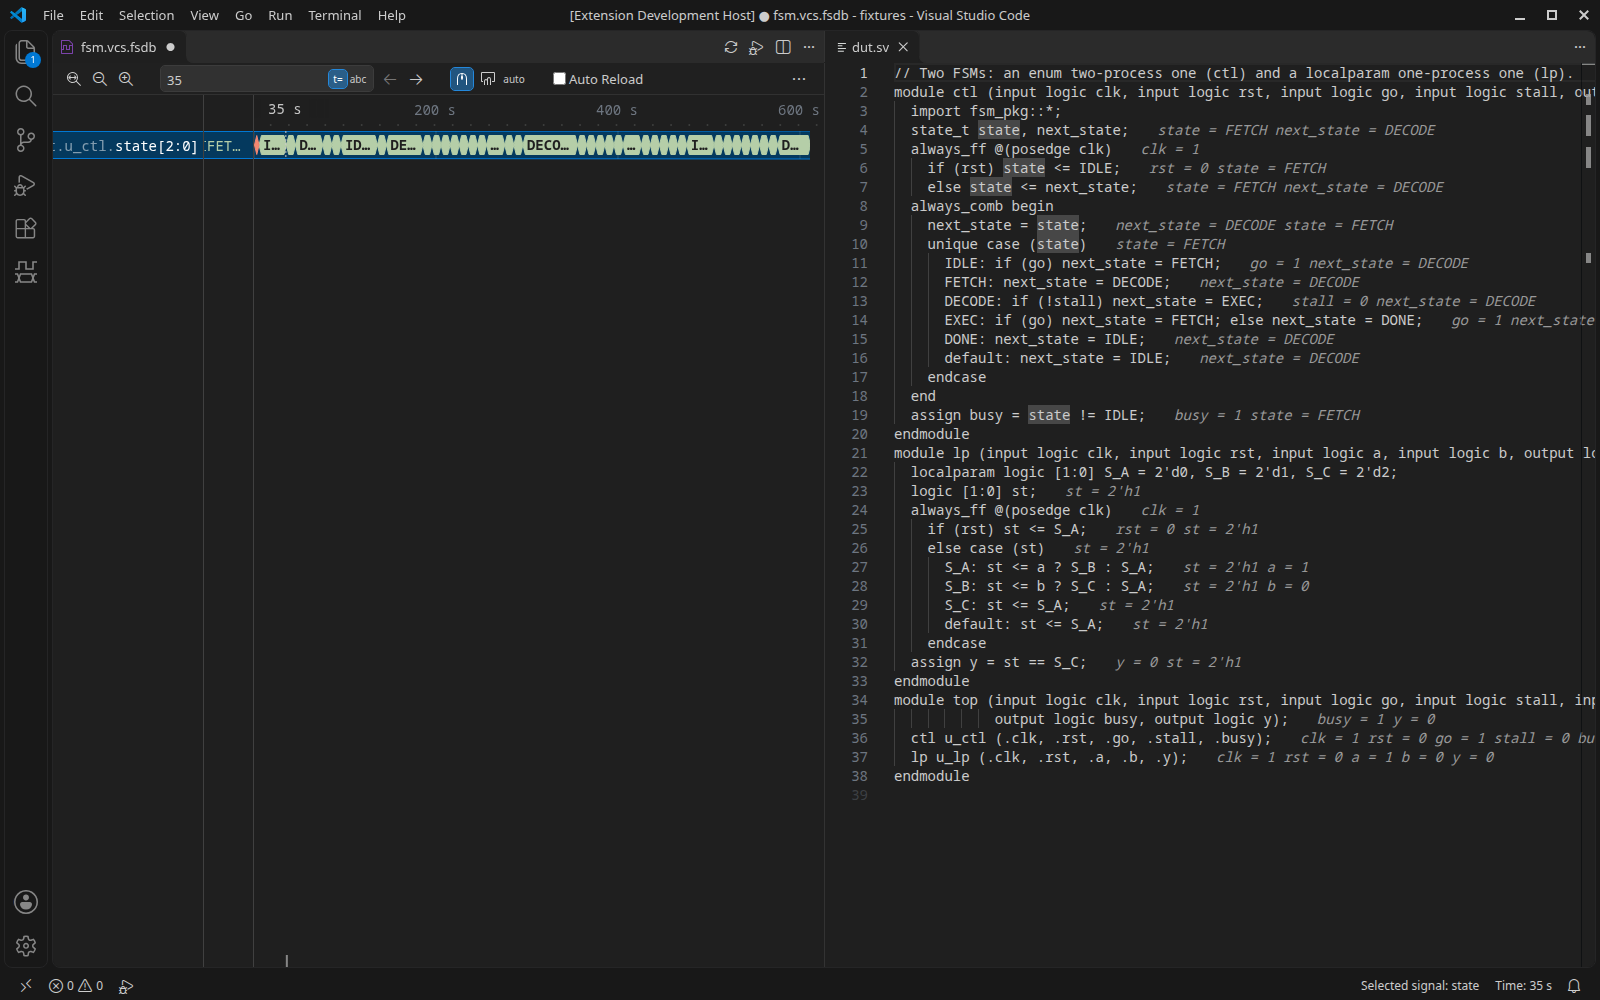 File Edit Selection View Go Run Terminal Help [Extension Development Host] ● fsm.vcs.fsdb - fixtures - Visual Studio Code
fsm.vcs.fsdb
dut.sv
35 t= abc auto Auto Reload
35 s 200 s 400 s 600 s
.u_ctl.state[2:0] FET… I… D… ID… DE… … DECO… … I… D…
1 // Two FSMs: an enum two-process one (ctl) and a localparam one-process one (lp).
2 module ctl (input logic clk, input logic rst, input logic go, input logic stall, out
3 import fsm_pkg::*;
4 state_t state, next_state; state = FETCH next_state = DECODE
5 always_ff @(posedge clk) clk = 1
6 if (rst) state <= IDLE; rst = 0 state = FETCH
7 else state <= next_state; state = FETCH next_state = DECODE
8 always_comb begin
9 next_state = state; next_state = DECODE state = FETCH
10 unique case (state) state = FETCH
11 IDLE: if (go) next_state = FETCH; go = 1 next_state = DECODE
12 FETCH: next_state = DECODE; next_state = DECODE
13 DECODE: if (!stall) next_state = EXEC; stall = 0 next_state = DECODE
14 EXEC: if (go) next_state = FETCH; else next_state = DONE; go = 1 next_state
15 DONE: next_state = IDLE; next_state = DECODE
16 default: next_state = IDLE; next_state = DECODE
17 endcase
18 end
19 assign busy = state != IDLE; busy = 1 state = FETCH
20 endmodule
21 module lp (input logic clk, input logic rst, input logic a, input logic b, output lo
22 localparam logic [1:0] S_A = 2'd0, S_B = 2'd1, S_C = 2'd2;
23 logic [1:0] st; st = 2'h1
24 always_ff @(posedge clk) clk = 1
25 if (rst) st <= S_A; rst = 0 st = 2'h1
26 else case (st) st = 2'h1
27 S_A: st <= a ? S_B : S_A; st = 2'h1 a = 1
28 S_B: st <= b ? S_C : S_A; st = 2'h1 b = 0
29 S_C: st <= S_A; st = 2'h1
30 default: st <= S_A; st = 2'h1
31 endcase
32 assign y = st == S_C; y = 0 st = 2'h1
33 endmodule
34 module top (input logic clk, input logic rst, input logic go, input logic stall, inp
35 output logic busy, output logic y); busy = 1 y = 0
36 ctl u_ctl (.clk, .rst, .go, .stall, .busy); clk = 1 rst = 0 go = 1 stall = 0 bu
37 lp u_lp (.clk, .rst, .a, .b, .y); clk = 1 rst = 0 a = 1 b = 0 y = 0
38 endmodule
39
1
0 0 Selected signal: state Time: 35 s